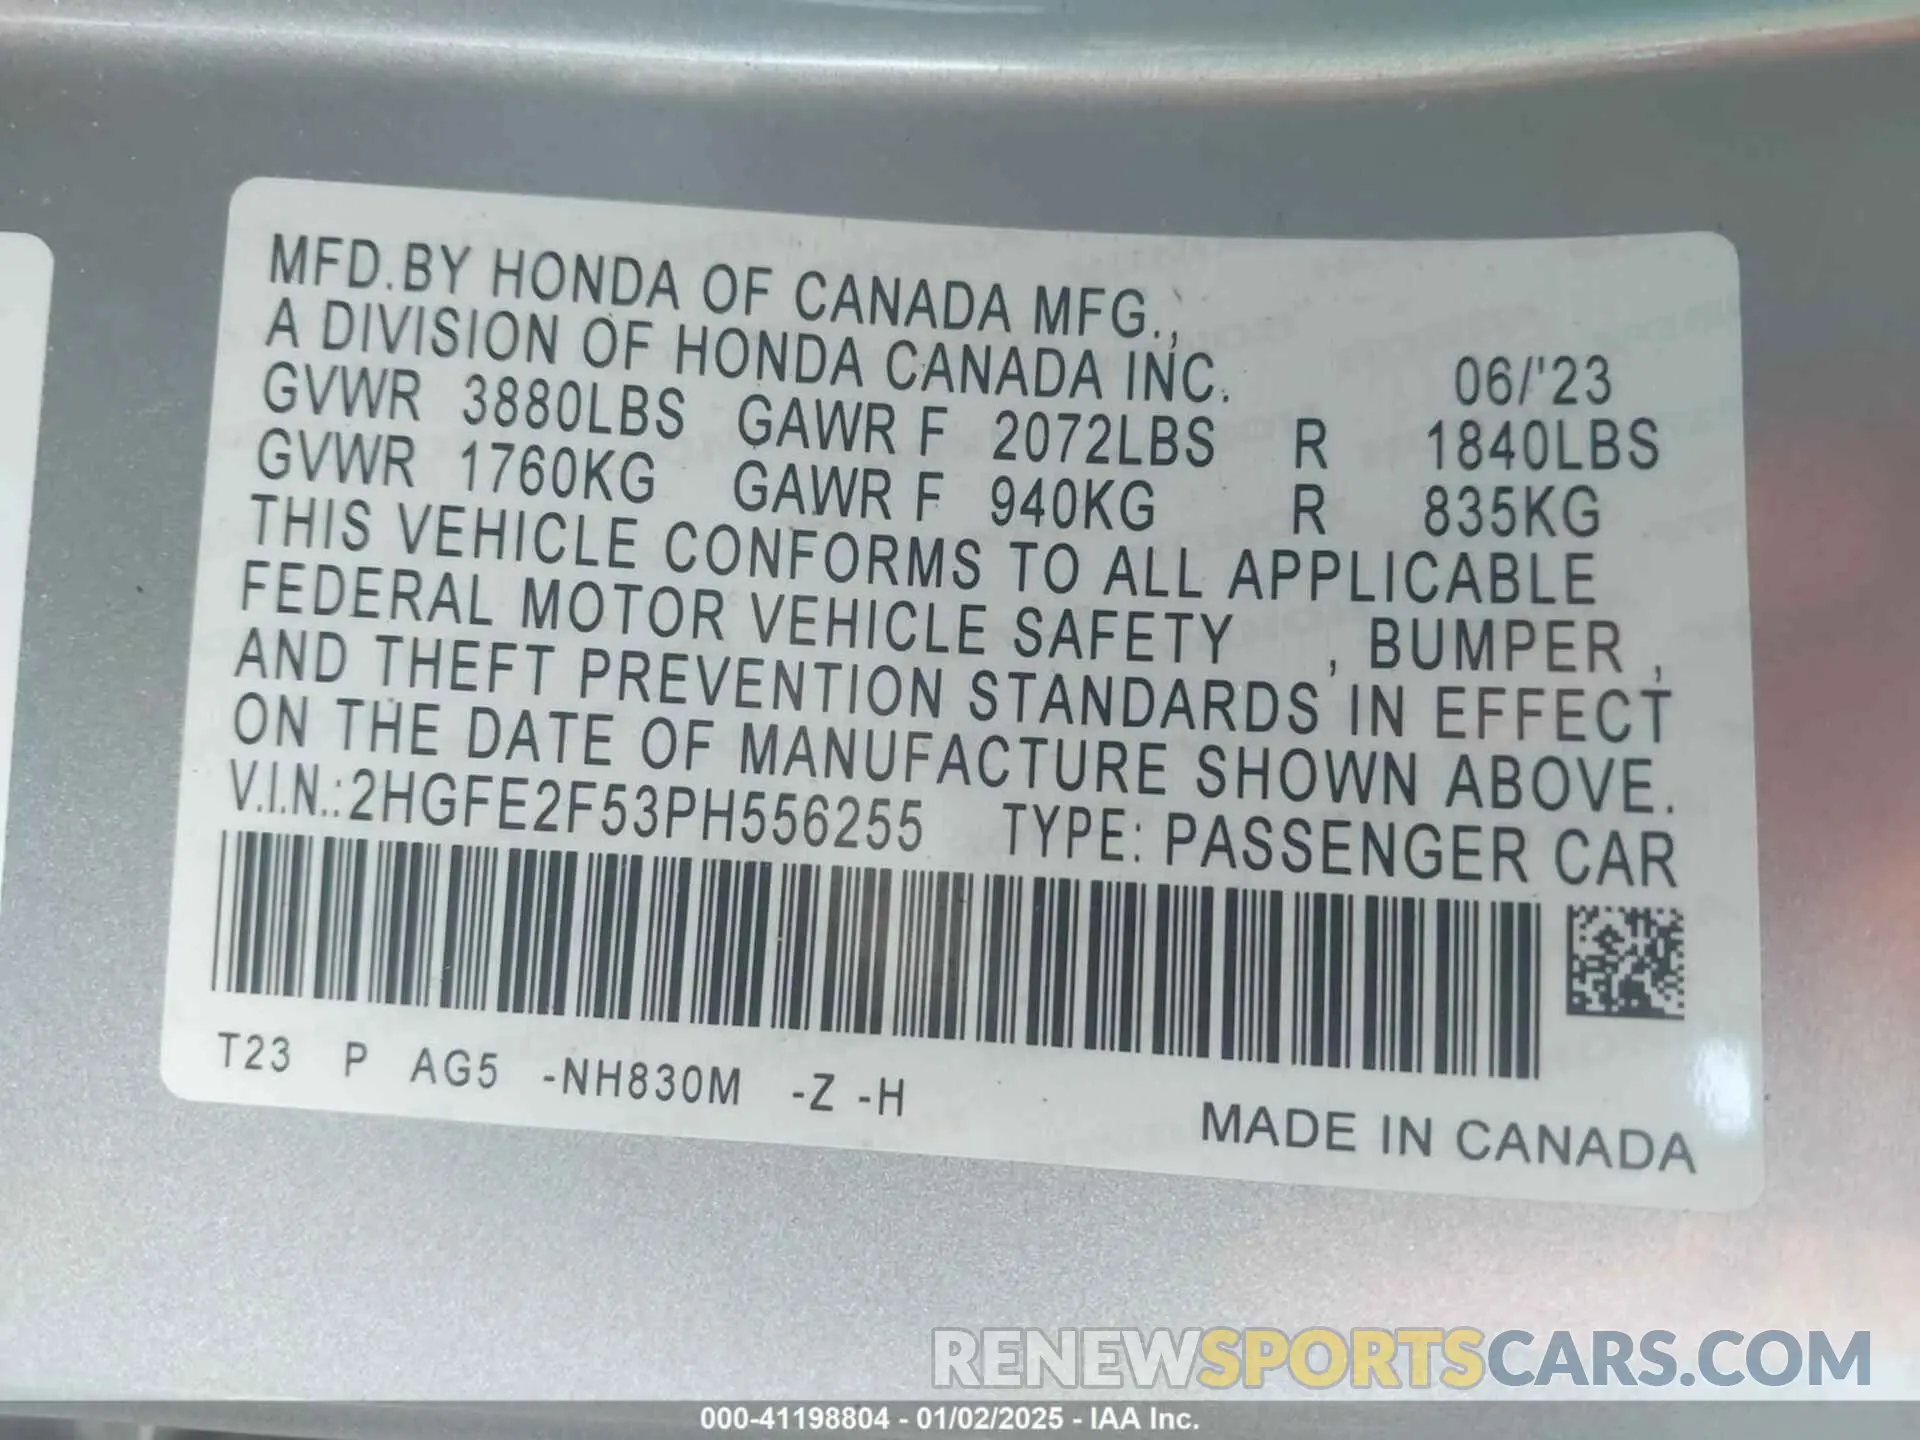 MFD.BY HONDA OF CANADA MFG.,
A DIVISION OF HONDA CANADA INC. 06/'23
GVWR 3880LBS GAWR F 2072LBS R 1840LBS
GVWR 1760KG GAWR F 940KG R 835KG
THIS VEHICLE CONFORMS TO ALL APPLICABLE
FEDERAL MOTOR VEHICLE SAFETY , BUMPER ,
AND THEFT PREVENTION STANDARDS IN EFFECT
ON THE DATE OF MANUFACTURE SHOWN ABOVE.
V.I.N.:2HGFE2F53PH556255 TYPE: PASSENGER CAR
T23 P AG5 -NH830M -Z -H
MADE IN CANADA
RENEWSPORTSCARS.COM
000-41198804 - 01/02/2025 - IAA Inc.